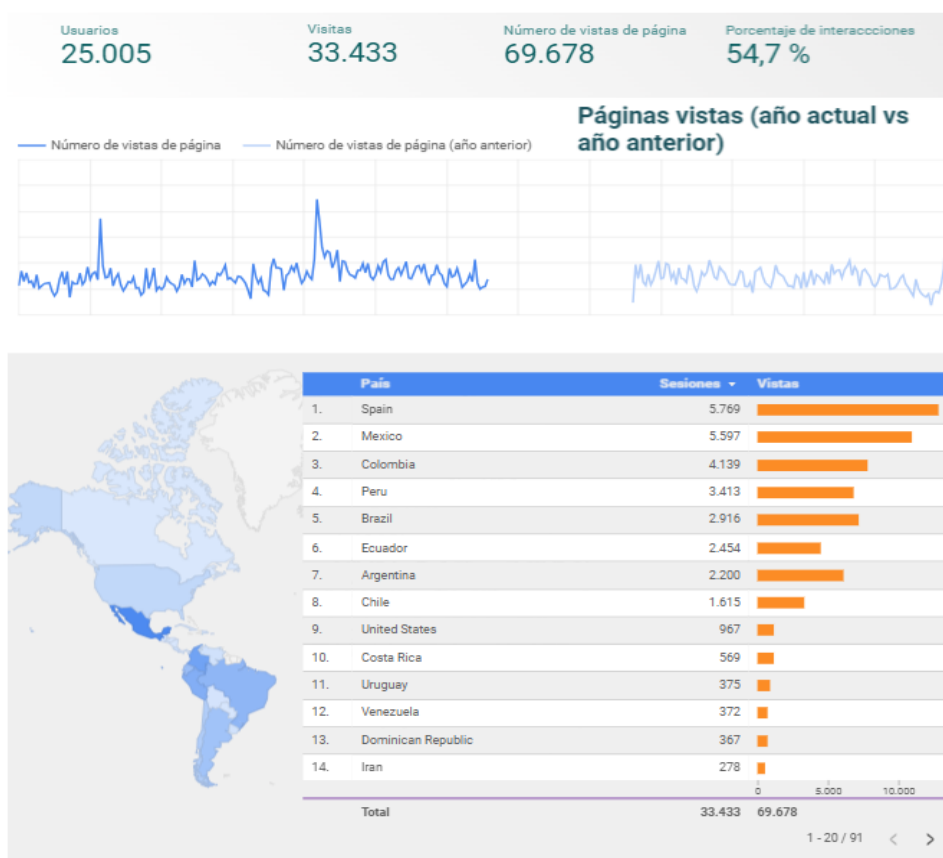 Usuarios
25.005
Visitas
33.433
Número de vistas de página
69.678
Porcentaje de interaccciones
54,7 %
Páginas vistas (año actual vs
año anterior)
Número de vistas de página
Número de vistas de página (año anterior)
País Sesiones Vistas
1. Spain 5.769
2. Mexico 5.597
3. Colombia 4.139
4. Peru 3.413
5. Brazil 2.916
6. Ecuador 2.454
7. Argentina 2.200
8. Chile 1.615
9. United States 967
10. Costa Rica 569
11. Uruguay 375
12. Venezuela 372
13. Dominican Republic 367
14. Iran 278
0 5.000 10.000
Total 33.433 69.678
1 - 20 / 91 < >